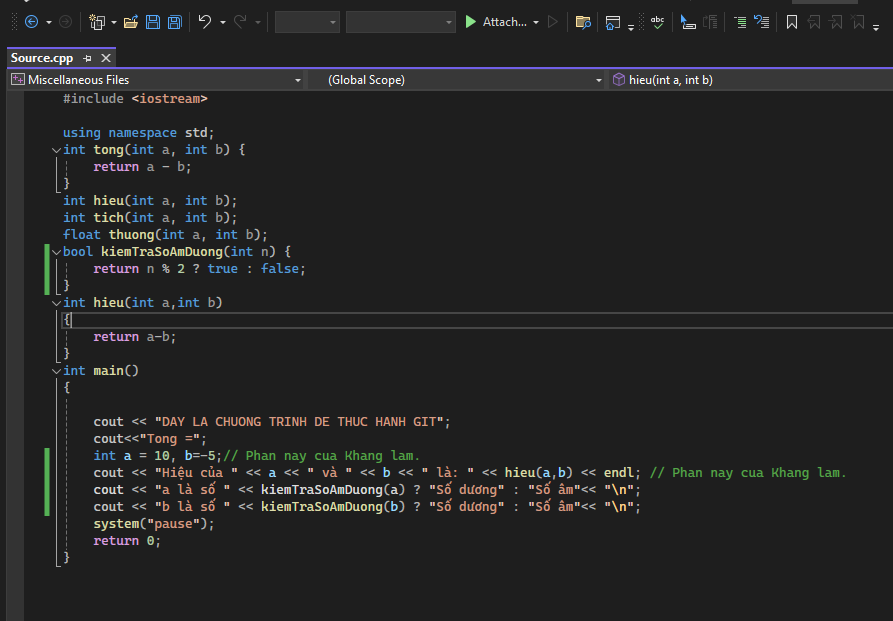 Attach...
abc
Source.cpp
Miscellaneous Files
(Global Scope)
hieu(int a, int b)
#include <iostream>
using namespace std;
int tong(int a, int b) {
return a - b;
}
int hieu(int a, int b);
int tich(int a, int b);
float thuong(int a, int b);
bool kiemTraSoAmDuong(int n) {
return n % 2 ? true : false;
}
int hieu(int a,int b)
{
return a-b;
}
int main()
{
cout << "DAY LA CHUONG TRINH DE THUC HANH GIT";
cout<<"Tong =";
int a = 10, b=-5;// Phan nay cua Khang lam.
cout << "Hiệu của " << a << " và " << b << " là: " << hieu(a,b) << endl; // Phan nay cua Khang lam.
cout << "a là số " << kiemTraSoAmDuong(a) ? "Số dương" : "Số âm"<< "\n";
cout << "b là số " << kiemTraSoAmDuong(b) ? "Số dương" : "Số âm"<< "\n";
system("pause");
return 0;
}